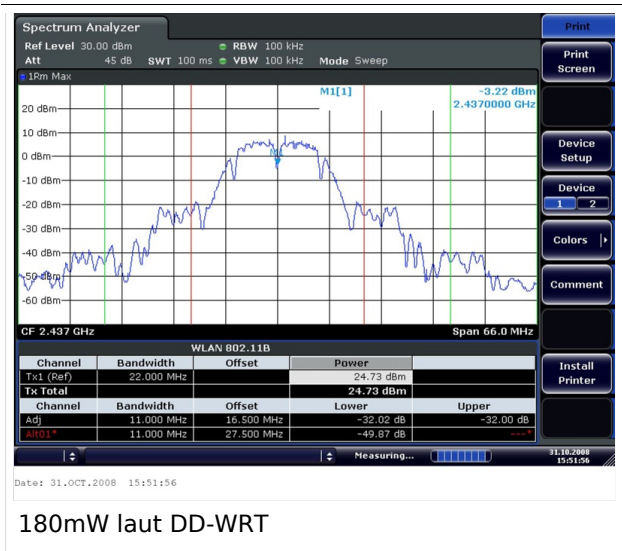 Spectrum Analyzer
Ref Level 30.00 dBm RBW 100 kHz
Att 45 dB SWT 100 ms VBW 100 kHz Mode Sweep
1Rm Max
M1[1] -3.22 dBm
2.4370000 GHz
20 dBm
10 dBm
0 dBm
-10 dBm
-20 dBm
-30 dBm
-40 dBm
-50 dBm
-60 dBm
CF 2.437 GHz Span 66.0 MHz
WLAN 802.11B
Channel Bandwidth Offset Power
Tx1 (Ref) 22.000 MHz 24.73 dBm
Tx Total 24.73 dBm
Channel Bandwidth Offset Lower Upper
Adj 11.000 MHz 16.500 MHz -32.02 dB -32.00 dB
Alt01* 11.000 MHz 27.500 MHz -49.87 dB ---*
Measuring... 31.10.2008
15:51:56
Print
Print
Screen
Device
Setup
Device
1 2
Colors
Comment
Install
Printer
Date: 31.OCT.2008 15:51:56
180mW laut DD-WRT